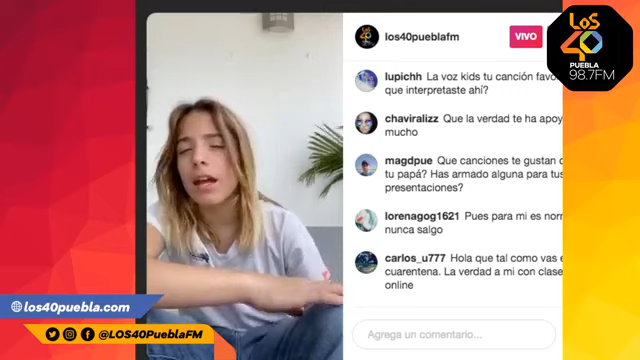 los40pueblafm
VIVO
LOS
40
PUEBLA
98.7FM
lupichh La voz kids tu canción favo
que interpretaste ahí?
chaviralizz Que la verdad te ha apoy
mucho
magdpue Que canciones te gustan
tu papá? Has armado alguna para tus
presentaciones?
lorenagog1621 Pues para mi es nor
nunca salgo
carlos_u777 Hola que tal como vas e
cuarentena. La verdad a mi con clase
online
Agrega un comentario...
los40puebla.com
@LOS40PueblaFM